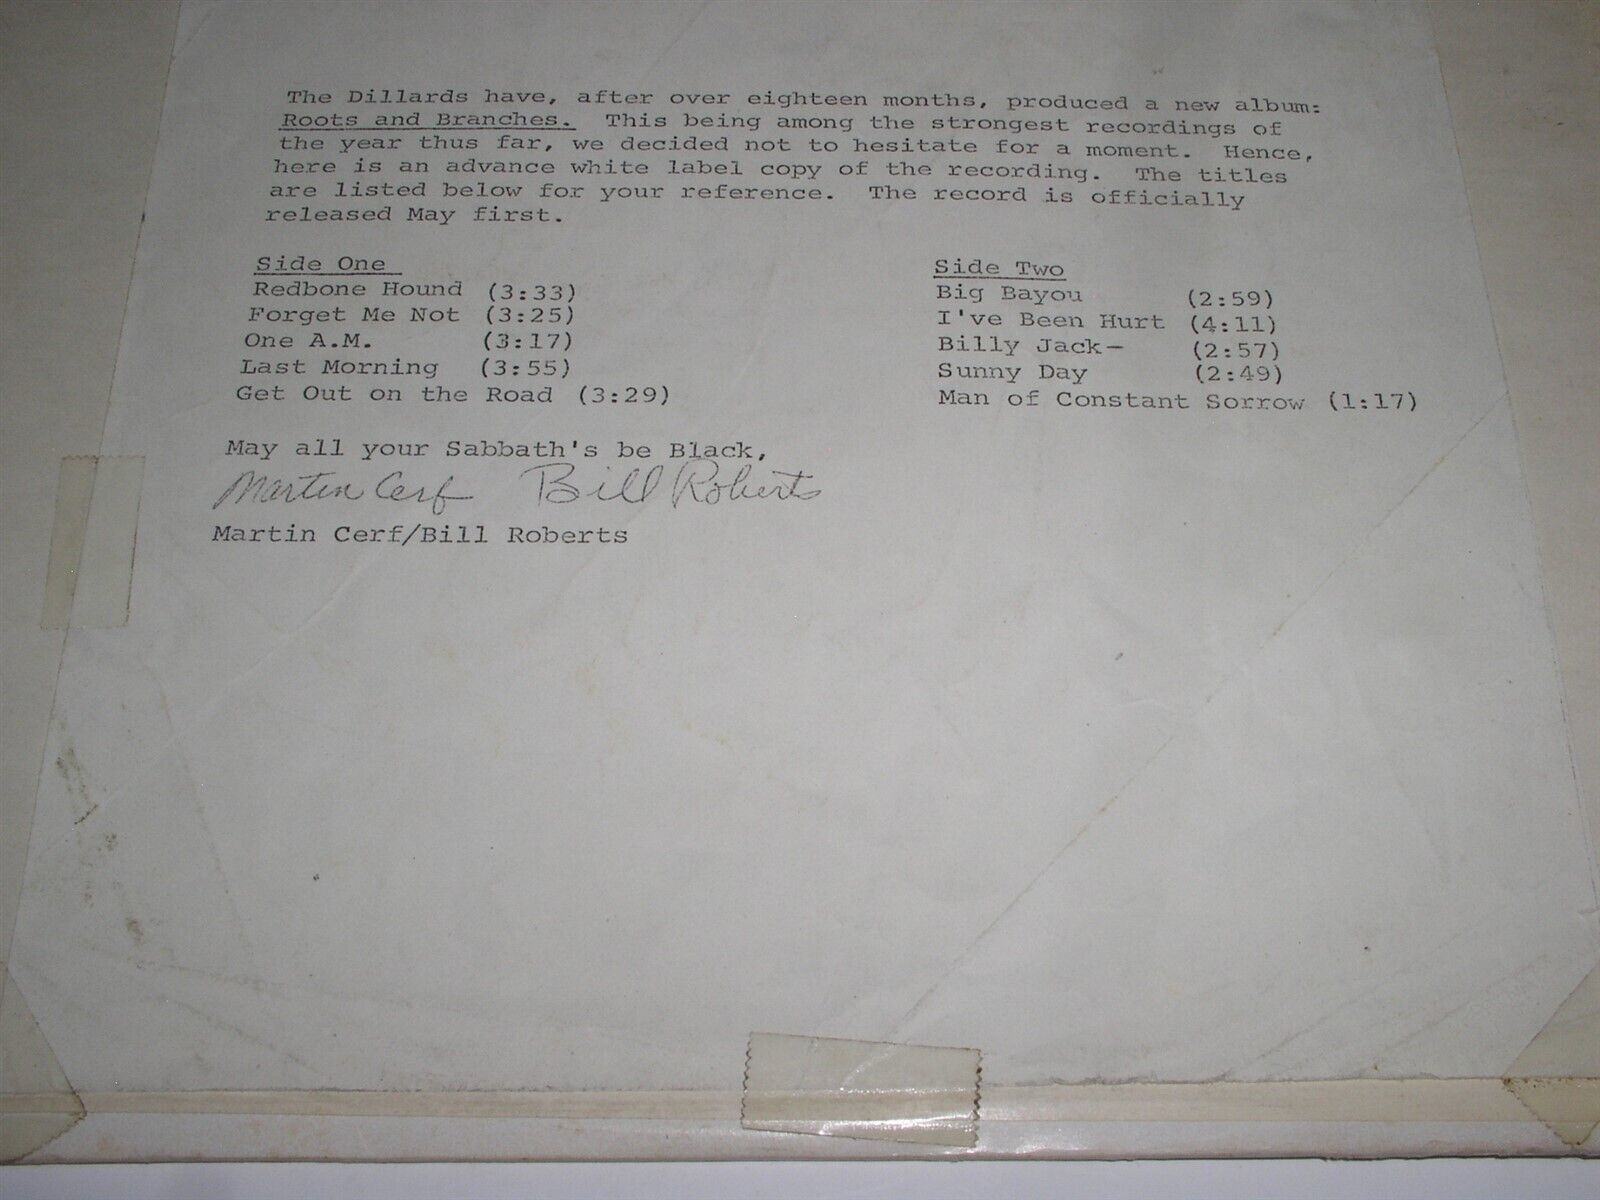 The Dillards have, after over eighteen months, produced a new album:
Roots and Branches. This being among the strongest recordings of
the year thus far, we decided not to hesitate for a moment. Hence,
here is an advance white label copy of the recording. The titles
are listed below for your reference. The record is officially
released May first.
Side One
Redbone Hound (3:33)
Forget Me Not (3:25)
One A.M. (3:17)
Last Morning (3:55)
Get Out on the Road (3:29)
Side Two
Big Bayou (2:59)
I've Been Hurt (4:11)
Billy Jack— (2:57)
Sunny Day (2:49)
Man of Constant Sorrow (1:17)
May all your Sabbath's be Black,
Martin Cerf Bill Roberts
Martin Cerf/Bill Roberts